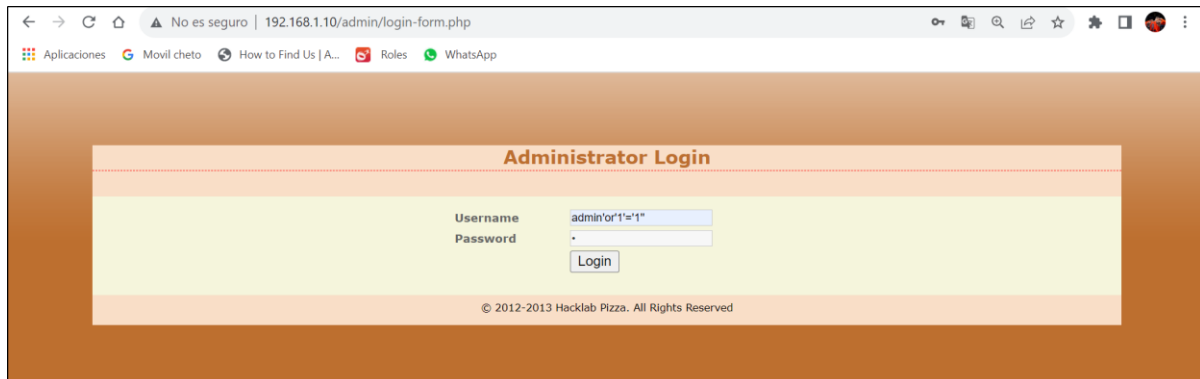 No es seguro | 192.168.1.10/admin/login-form.php
Aplicaciones Movil cheto How to Find Us | A... Roles WhatsApp
Administrator Login
Username admin'or'1'='1"
Password
Login
© 2012-2013 Hacklab Pizza. All Rights Reserved